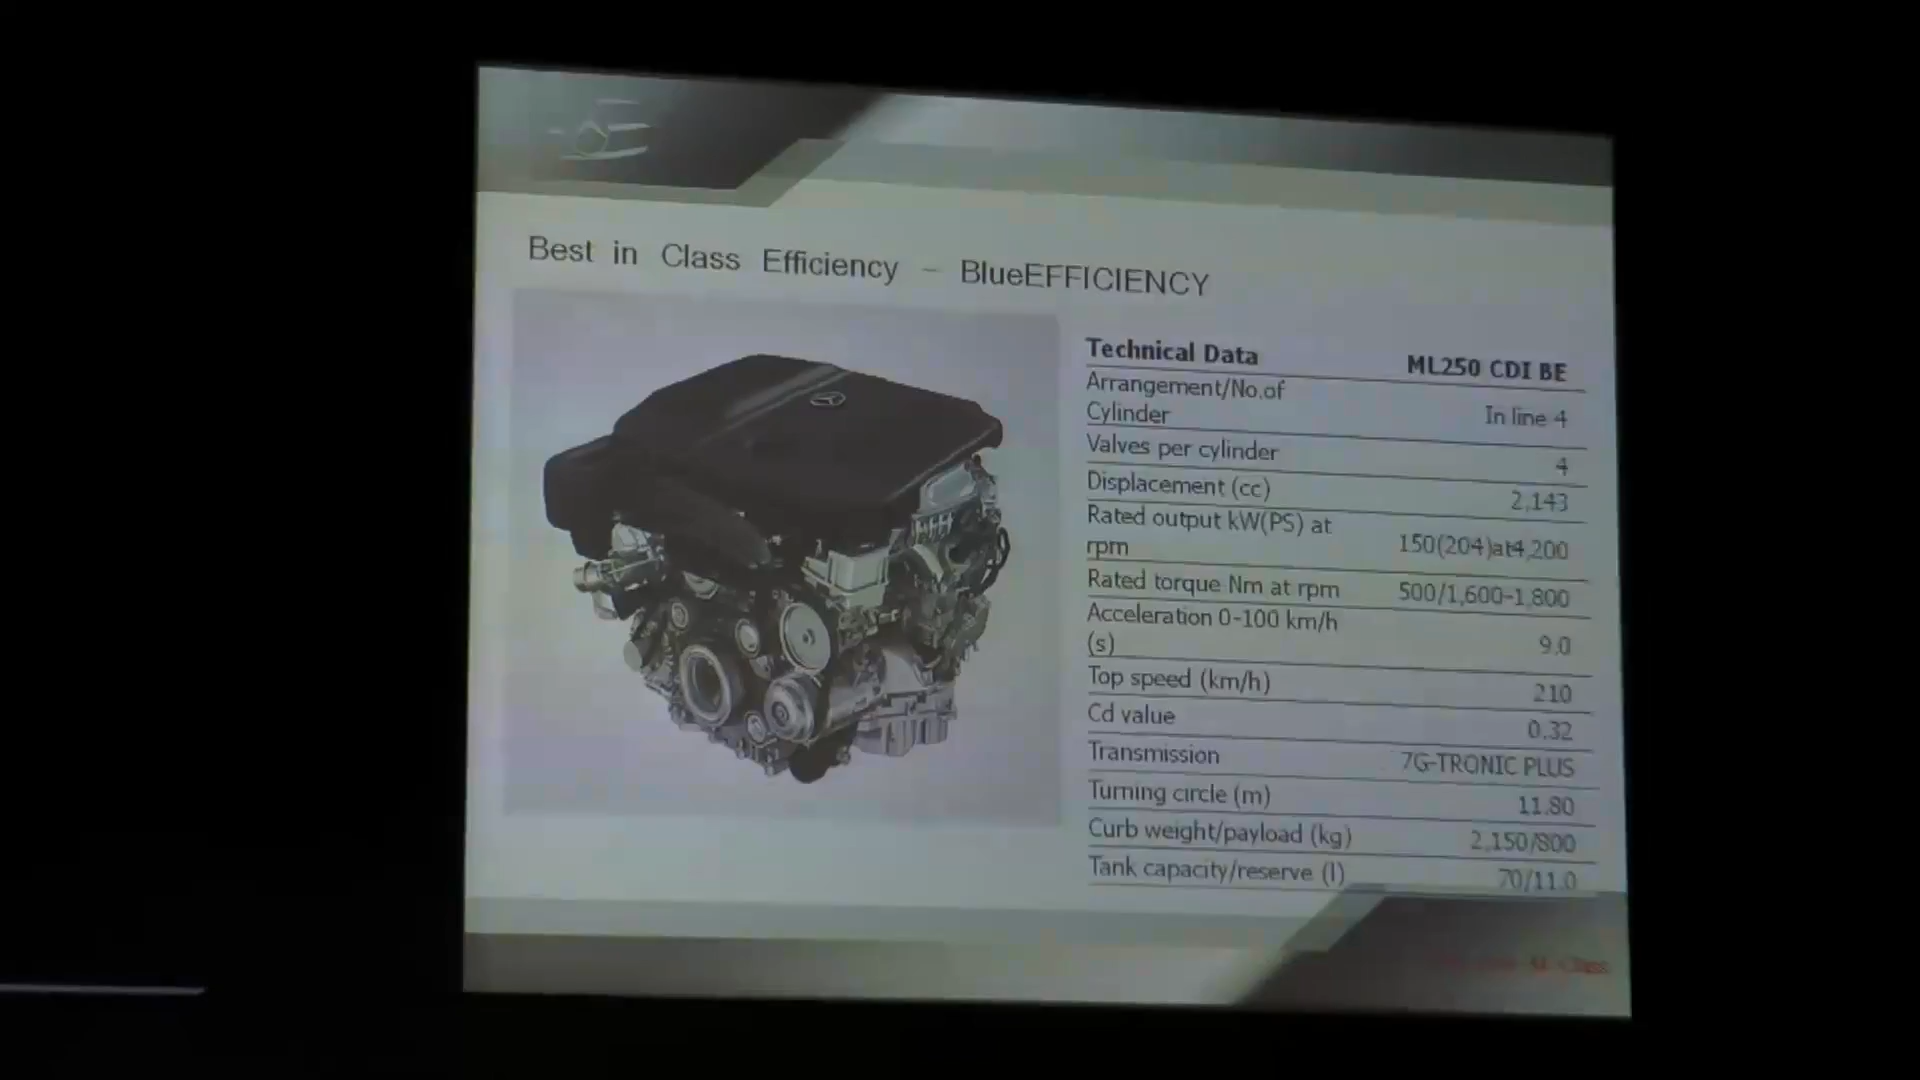 Best in Class Efficiency – BlueEFFICIENCY
Technical Data ML250 CDI BE
Arrangement/No.of
Cylinder In line 4
Valves per cylinder 4
Displacement (cc) 2,143
Rated output kW(PS) at
rpm 150(204)at4,200
Rated torque Nm at rpm 500/1,600-1,800
Acceleration 0-100 km/h
(s) 9.0
Top speed (km/h) 210
Cd value 0.32
Transmission 7G-TRONIC PLUS
Turning circle (m) 11.80
Curb weight/payload (kg) 2,150/800
Tank capacity/reserve (l) 70/11.0